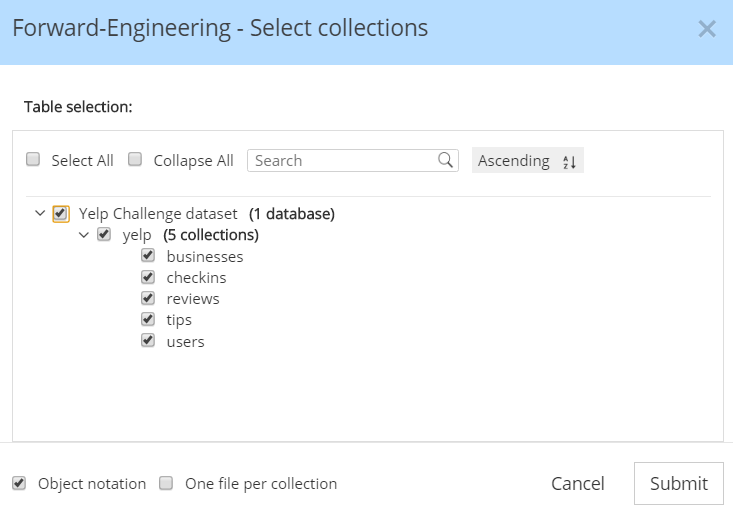 Forward-Engineering - Select collections
Table selection:
Select All Collapse All Search Ascending
Yelp Challenge dataset (1 database)
yelp (5 collections)
businesses
checkins
reviews
tips
users
Object notation One file per collection Cancel Submit